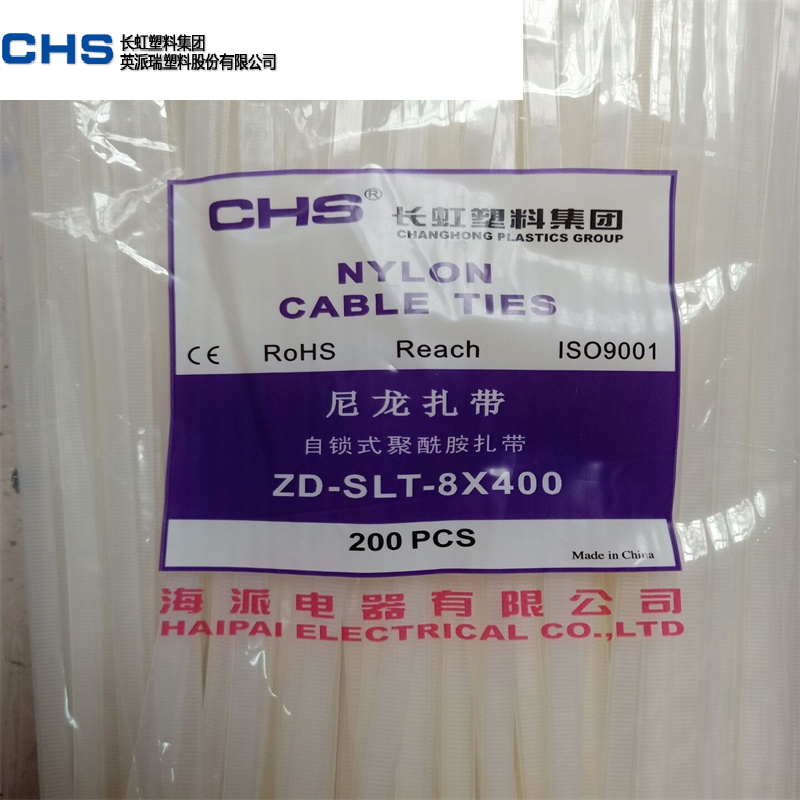 CHS 长虹塑料集团
英派瑞塑料股份有限公司
CHS® 长虹塑料集团
CHANGHONG PLASTICS GROUP
NYLON
CABLE TIES
CE RoHS Reach ISO9001
尼龙扎带
自锁式聚酰胺扎带
ZD-SLT-8X400
200 PCS
Made in China
海派电器有限公司
HAIPAI ELECTRICAL CO.,LTD